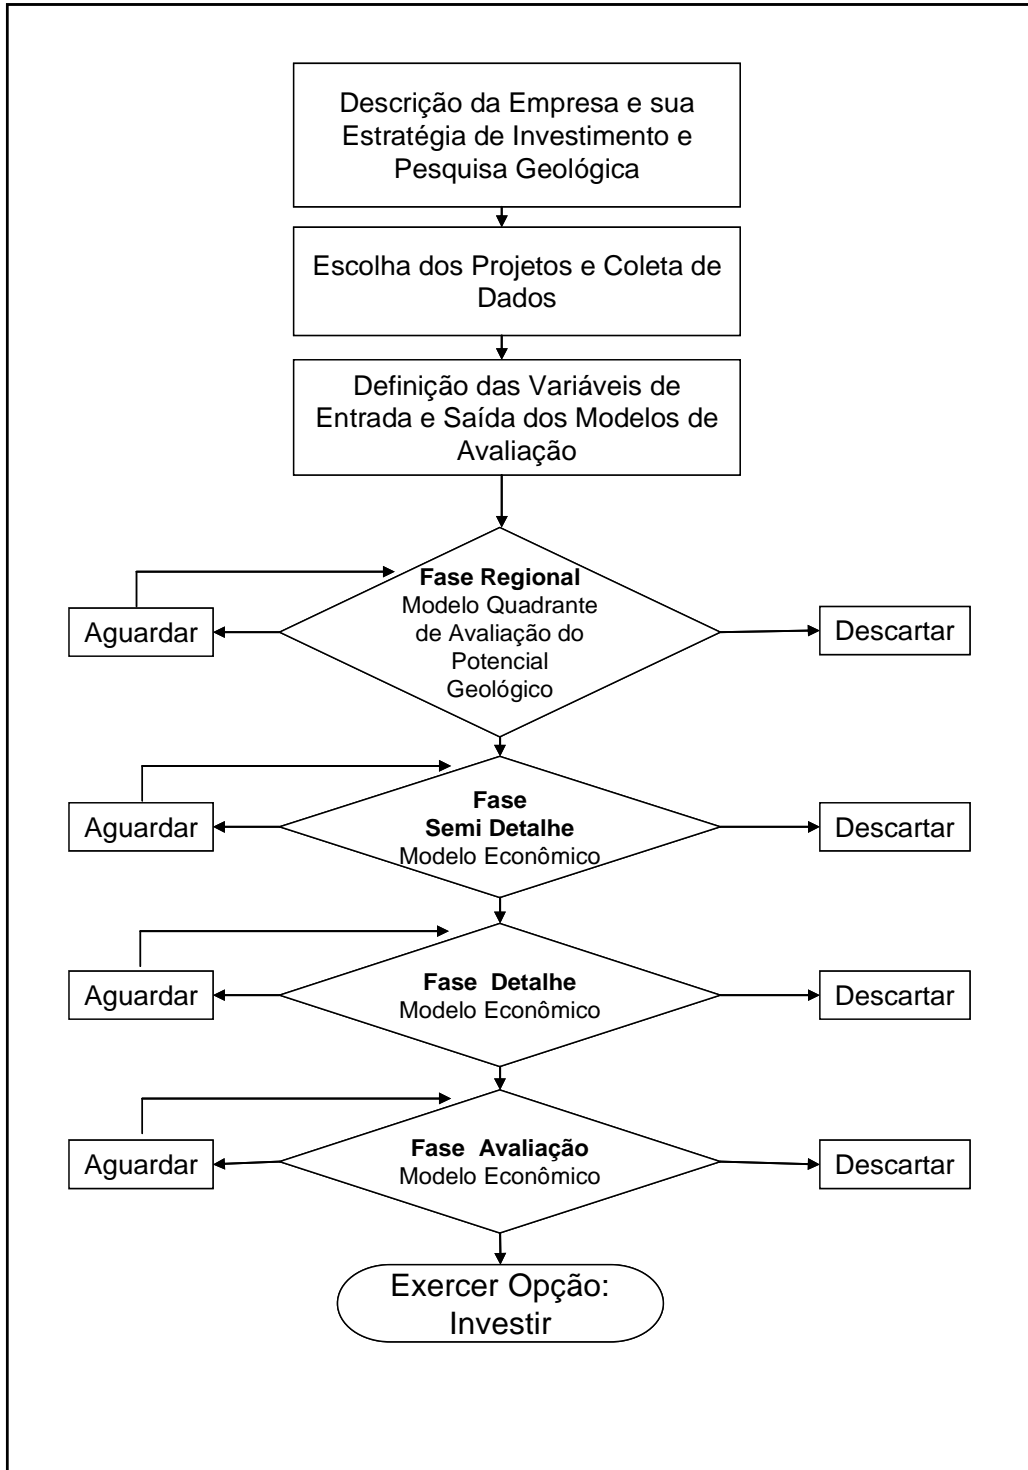 Descrição da Empresa e sua
Estratégia de Investimento e
Pesquisa Geológica
Escolha dos Projetos e Coleta de
Dados
Definição das Variáveis de
Entrada e Saída dos Modelos de
Avaliação
Fase Regional
Modelo Quadrante
de Avaliação do
Potencial
Geológico
Aguardar
Descartar
Fase
Semi Detalhe
Modelo Econômico
Aguardar
Descartar
Fase Detalhe
Modelo Econômico
Aguardar
Descartar
Fase Avaliação
Modelo Econômico
Aguardar
Descartar
Exercer Opção:
Investir